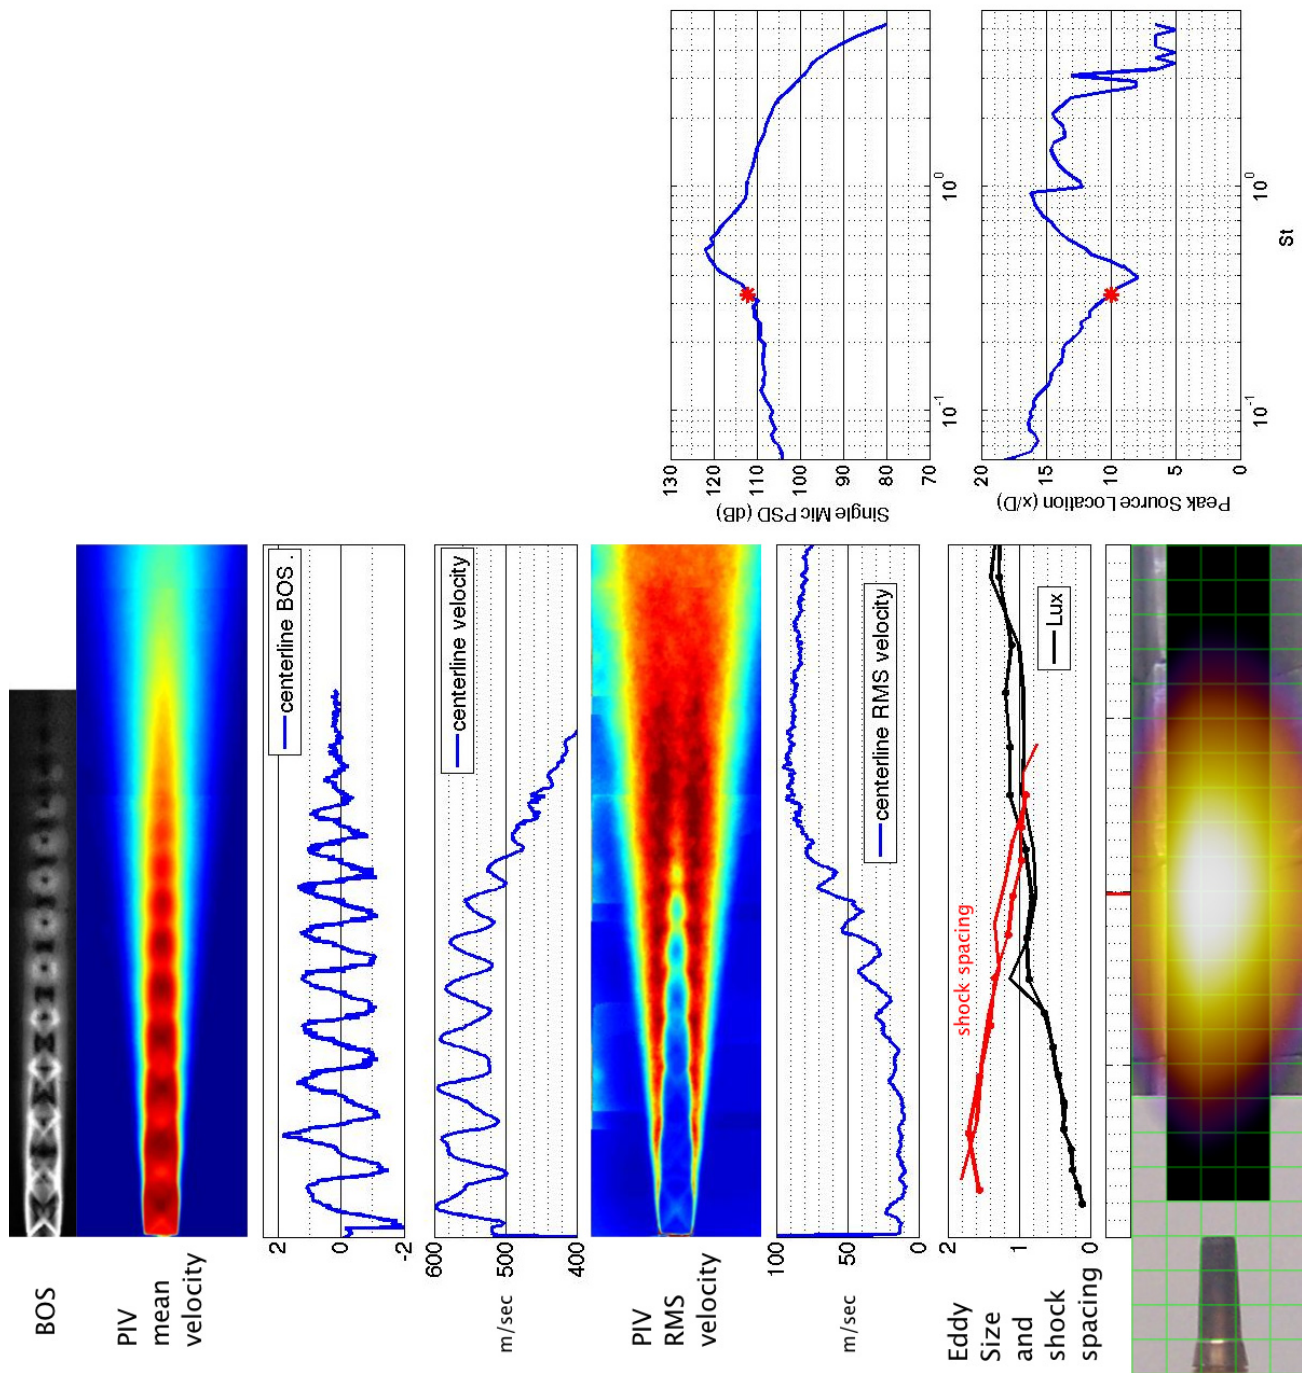 BOS
PIV
mean
velocity
2
0
-2
centerline BOS .
600
500
400
m/sec
centerline velocity
PIV
RMS
velocity
100
50
0
m/sec
centerline RMS velocity
Eddy
Size
and
shock
spacing
2
1
0
shock spacing
Lux
130
120
110
100
90
80
70
Single Mic PSD (dB)
10⁻¹
10⁰
20
15
10
5
0
Peak Source Location (x/D)
10⁻¹
10⁰
St